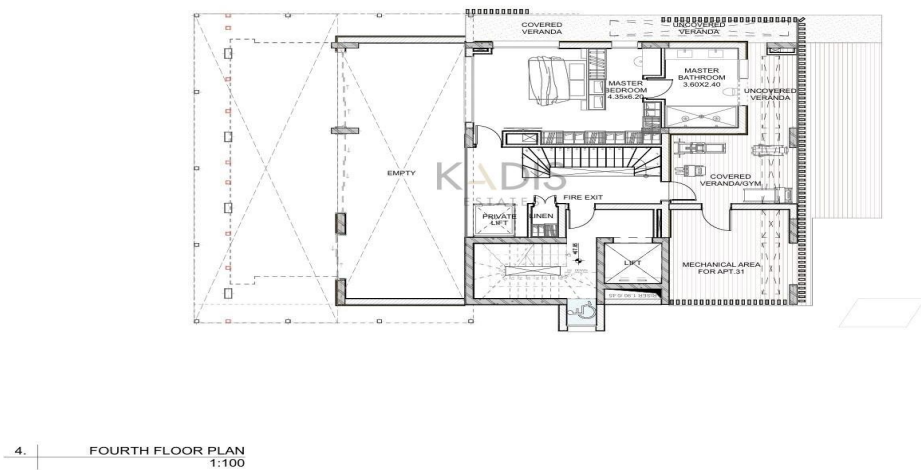 COVERED
VERANDA
UNCOVERED
VERANDA
MASTER
BATHROOM
3.60X2.40
MASTER
BEDROOM
4.35x6.20
UNCOVERED
VERANDA
EMPTY
KADIS
ESTATES
COVERED
VERANDA/GYM
FIRE EXIT
PRIVATE
LIFT
LINEN
LIFT
MECHANICAL AREA
FOR APT.31
4.
FOURTH FLOOR PLAN
1:100